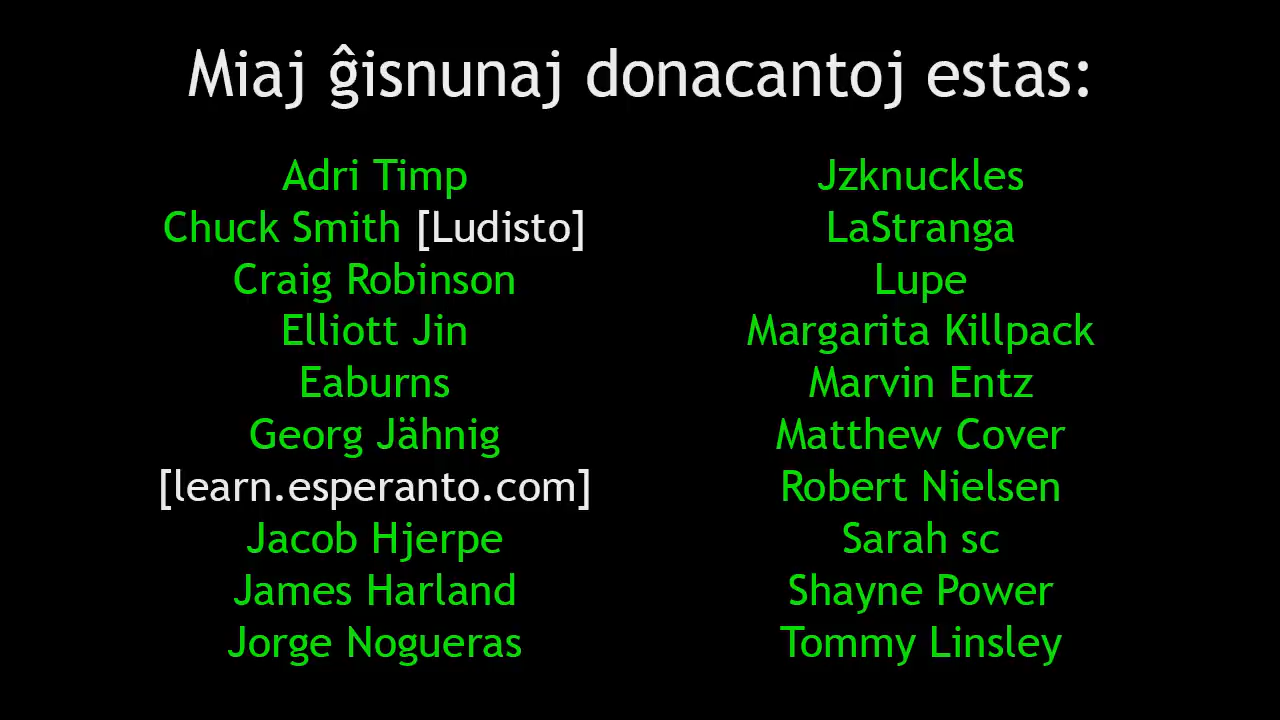 Miaj ĝisnunaj donacantoj estas:
Adri Timp
Chuck Smith [Ludisto]
Craig Robinson
Elliott Jin
Eaburns
Georg Jähnig
[learn.esperanto.com]
Jacob Hjerpe
James Harland
Jorge Nogueras
Jzknuckles
LaStranga
Lupe
Margarita Killpack
Marvin Entz
Matthew Cover
Robert Nielsen
Sarah sc
Shayne Power
Tommy Linsley